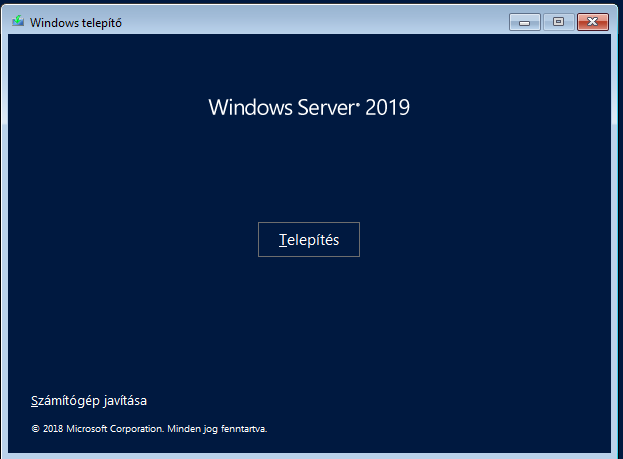 Windows telepítő
Windows Server® 2019
Telepítés
Számítógép javítása
© 2018 Microsoft Corporation. Minden jog fenntartva.